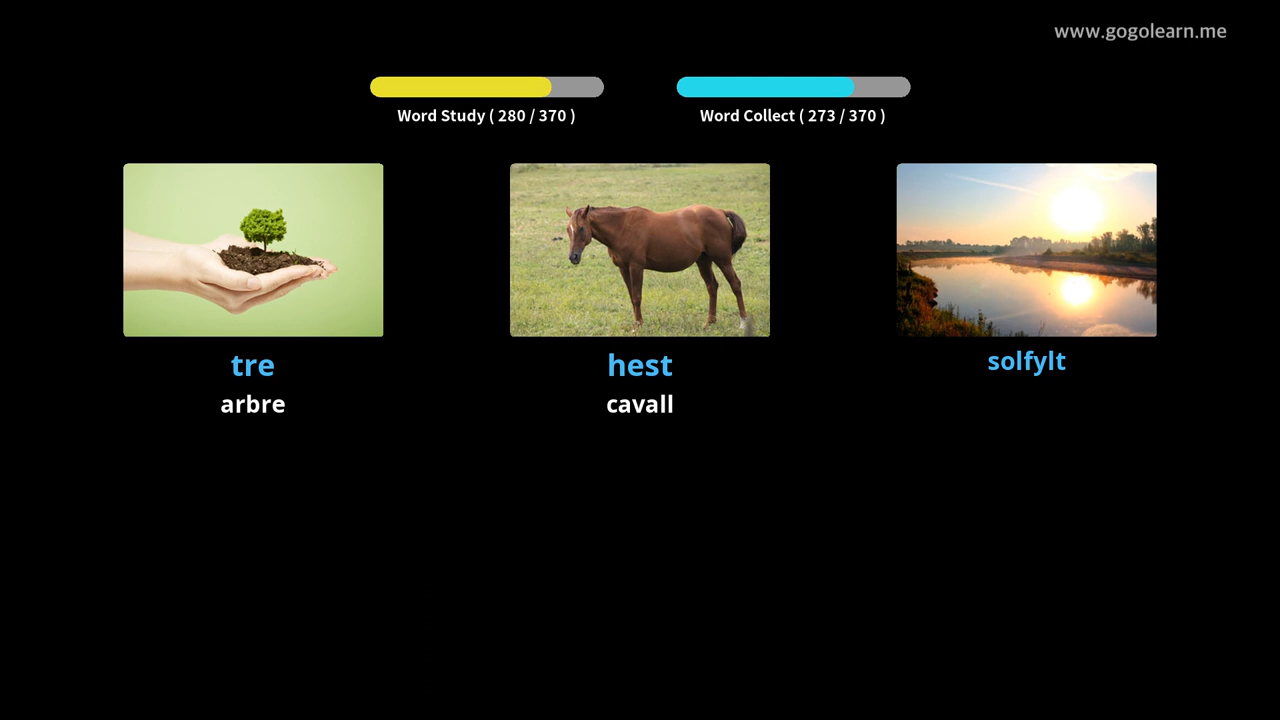 www.gogolearn.me
Word Study ( 280 / 370 )
Word Collect ( 273 / 370 )
tre
hest
solfylt
arbre
cavall